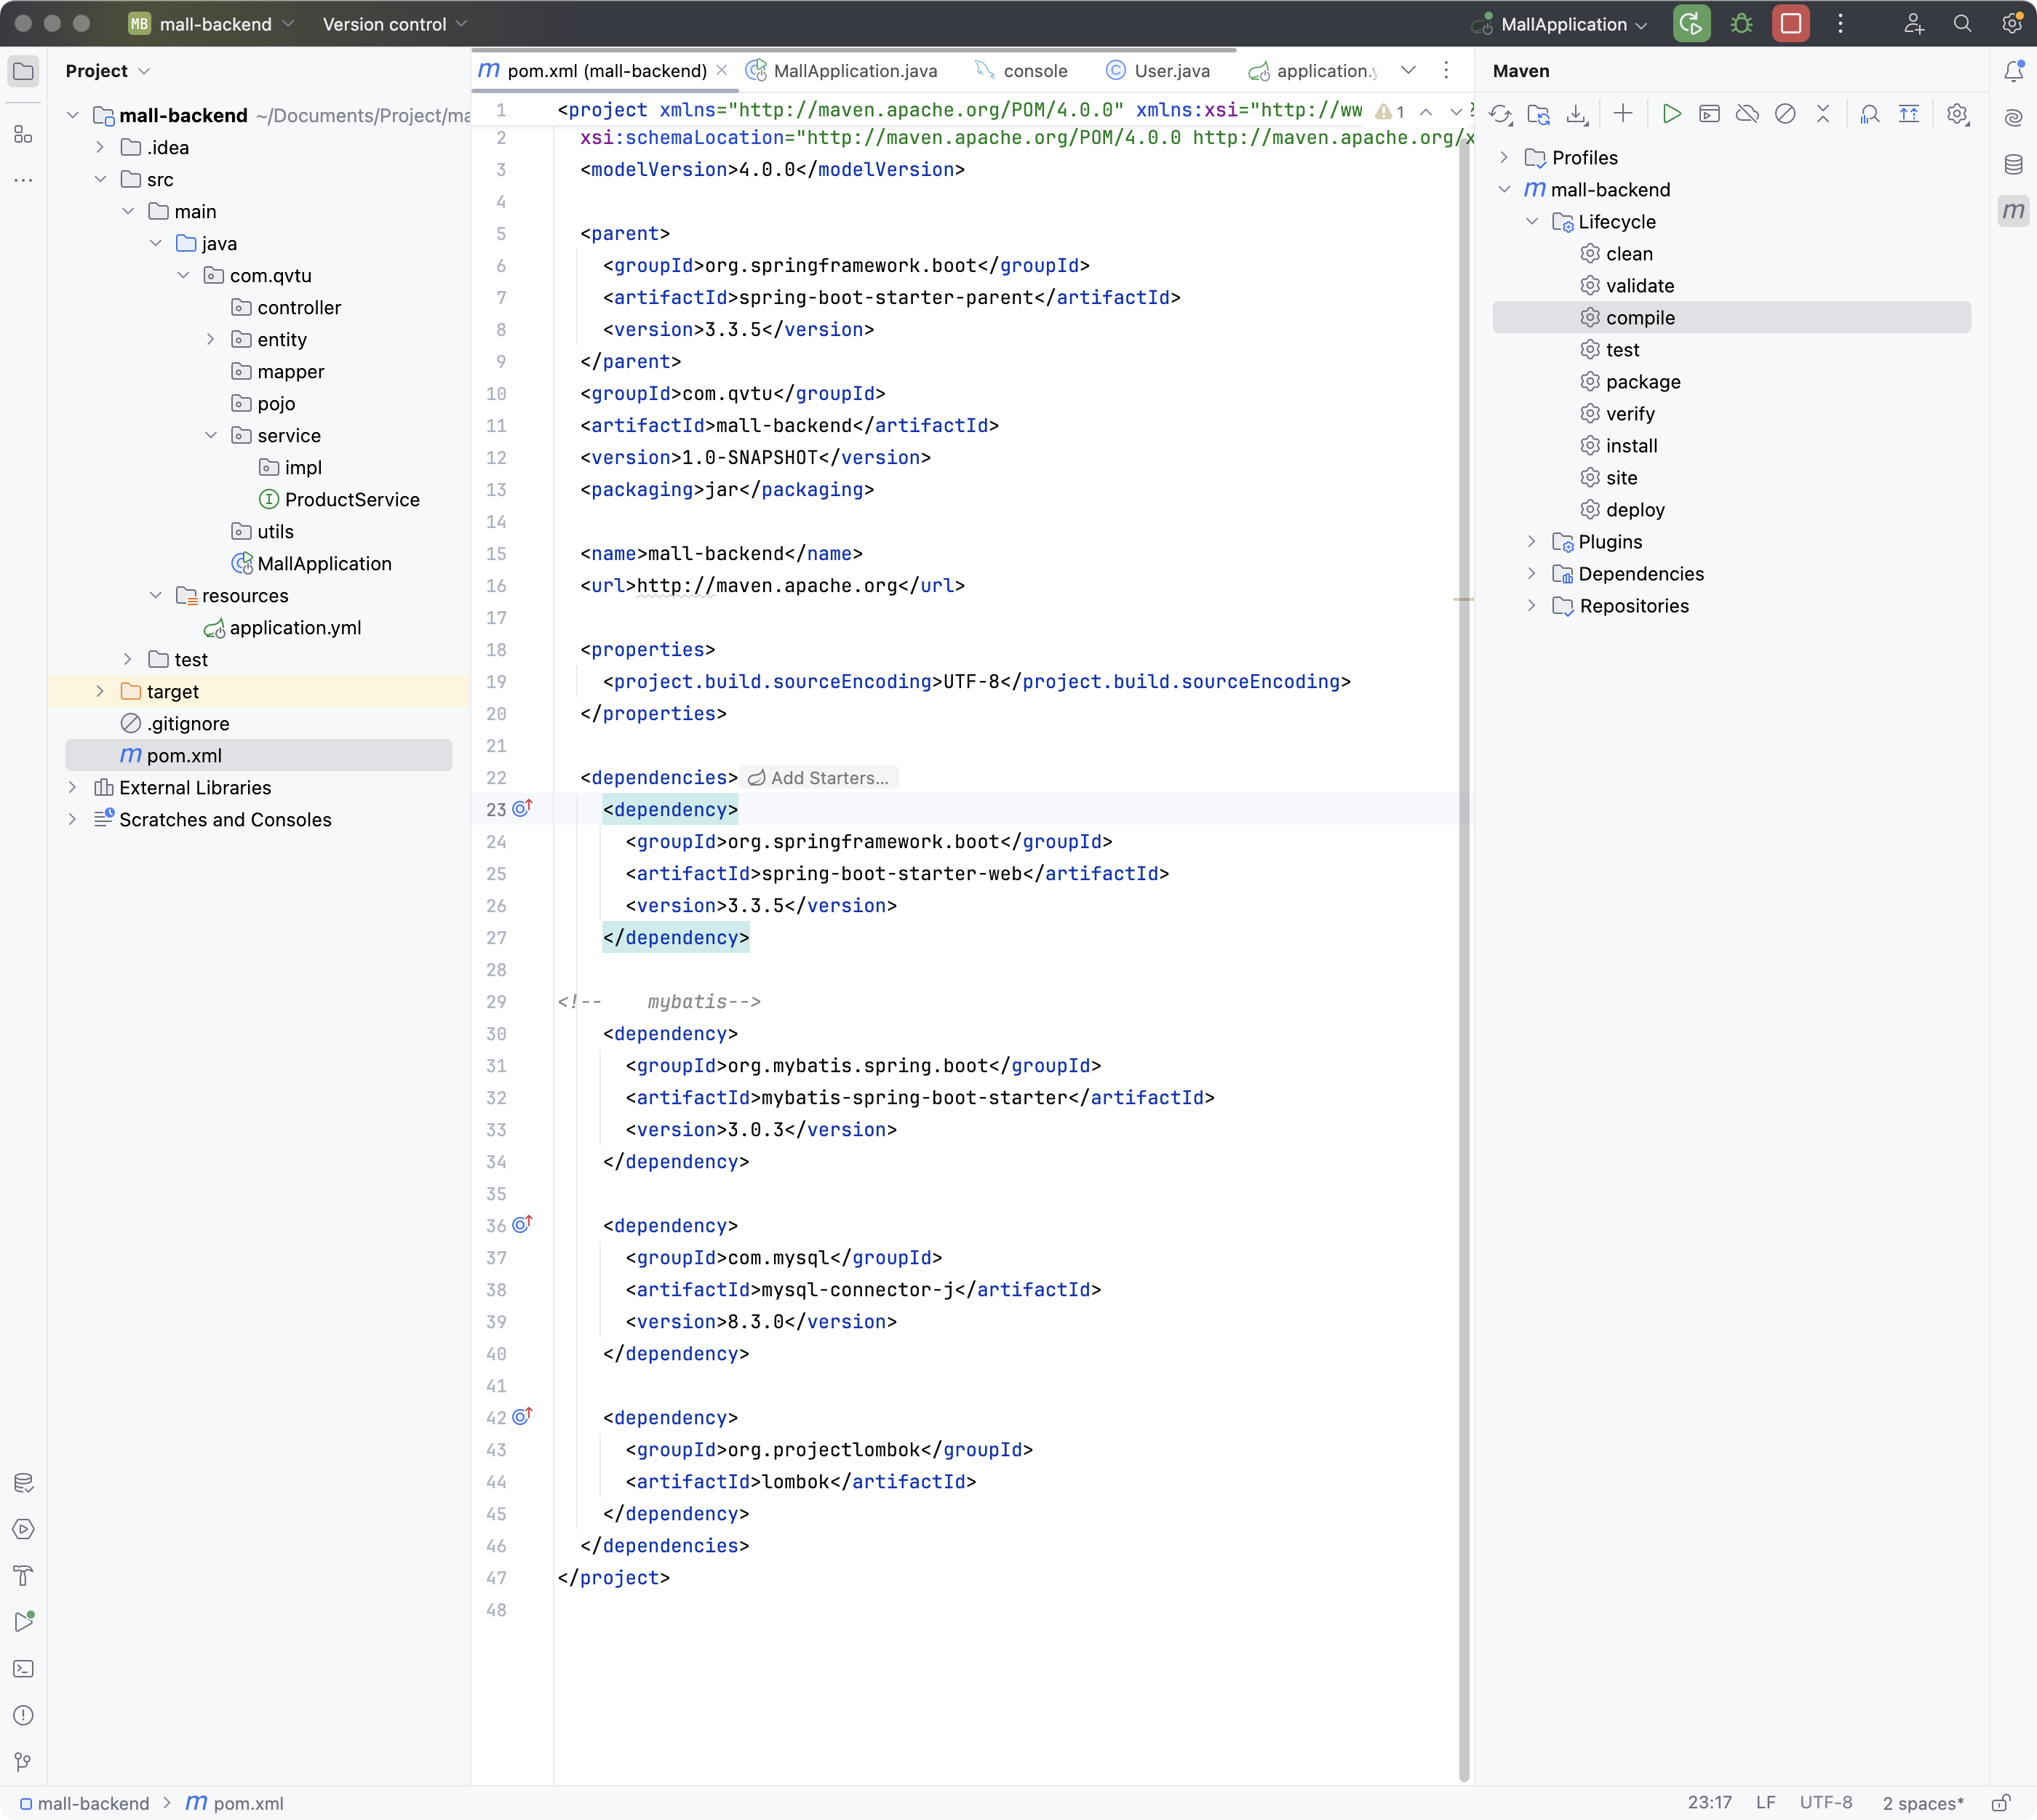 MB mall-backend Version control MallApplication
Project
mall-backend ~/Documents/Project/ma
.idea
src
main
java
com.qvtu
controller
entity
mapper
pojo
service
impl
ProductService
utils
MallApplication
resources
application.yml
test
target
.gitignore
pom.xml
External Libraries
Scratches and Consoles
pom.xml (mall-backend) MallApplication.java console User.java application.y
1 <project xmlns="http://maven.apache.org/POM/4.0.0" xmlns:xsi="http://ww 1
2 xsi:schemaLocation="http://maven.apache.org/POM/4.0.0 http://maven.apache.org/x
3 <modelVersion>4.0.0</modelVersion>
4
5 <parent>
6 <groupId>org.springframework.boot</groupId>
7 <artifactId>spring-boot-starter-parent</artifactId>
8 <version>3.3.5</version>
9 </parent>
10 <groupId>com.qvtu</groupId>
11 <artifactId>mall-backend</artifactId>
12 <version>1.0-SNAPSHOT</version>
13 <packaging>jar</packaging>
14
15 <name>mall-backend</name>
16 <url>http://maven.apache.org</url>
17
18 <properties>
19 <project.build.sourceEncoding>UTF-8</project.build.sourceEncoding>
20 </properties>
21
22 <dependencies> Add Starters...
23 <dependency>
24 <groupId>org.springframework.boot</groupId>
25 <artifactId>spring-boot-starter-web</artifactId>
26 <version>3.3.5</version>
27 </dependency>
28
29 <!-- mybatis-->
30 <dependency>
31 <groupId>org.mybatis.spring.boot</groupId>
32 <artifactId>mybatis-spring-boot-starter</artifactId>
33 <version>3.0.3</version>
34 </dependency>
35
36 <dependency>
37 <groupId>com.mysql</groupId>
38 <artifactId>mysql-connector-j</artifactId>
39 <version>8.3.0</version>
40 </dependency>
41
42 <dependency>
43 <groupId>org.projectlombok</groupId>
44 <artifactId>lombok</artifactId>
45 </dependency>
46 </dependencies>
47 </project>
48
Maven
Profiles
m mall-backend
Lifecycle
clean
validate
compile
test
package
verify
install
site
deploy
Plugins
Dependencies
Repositories
mall-backend > m pom.xml 23:17 LF UTF-8 2 spaces*